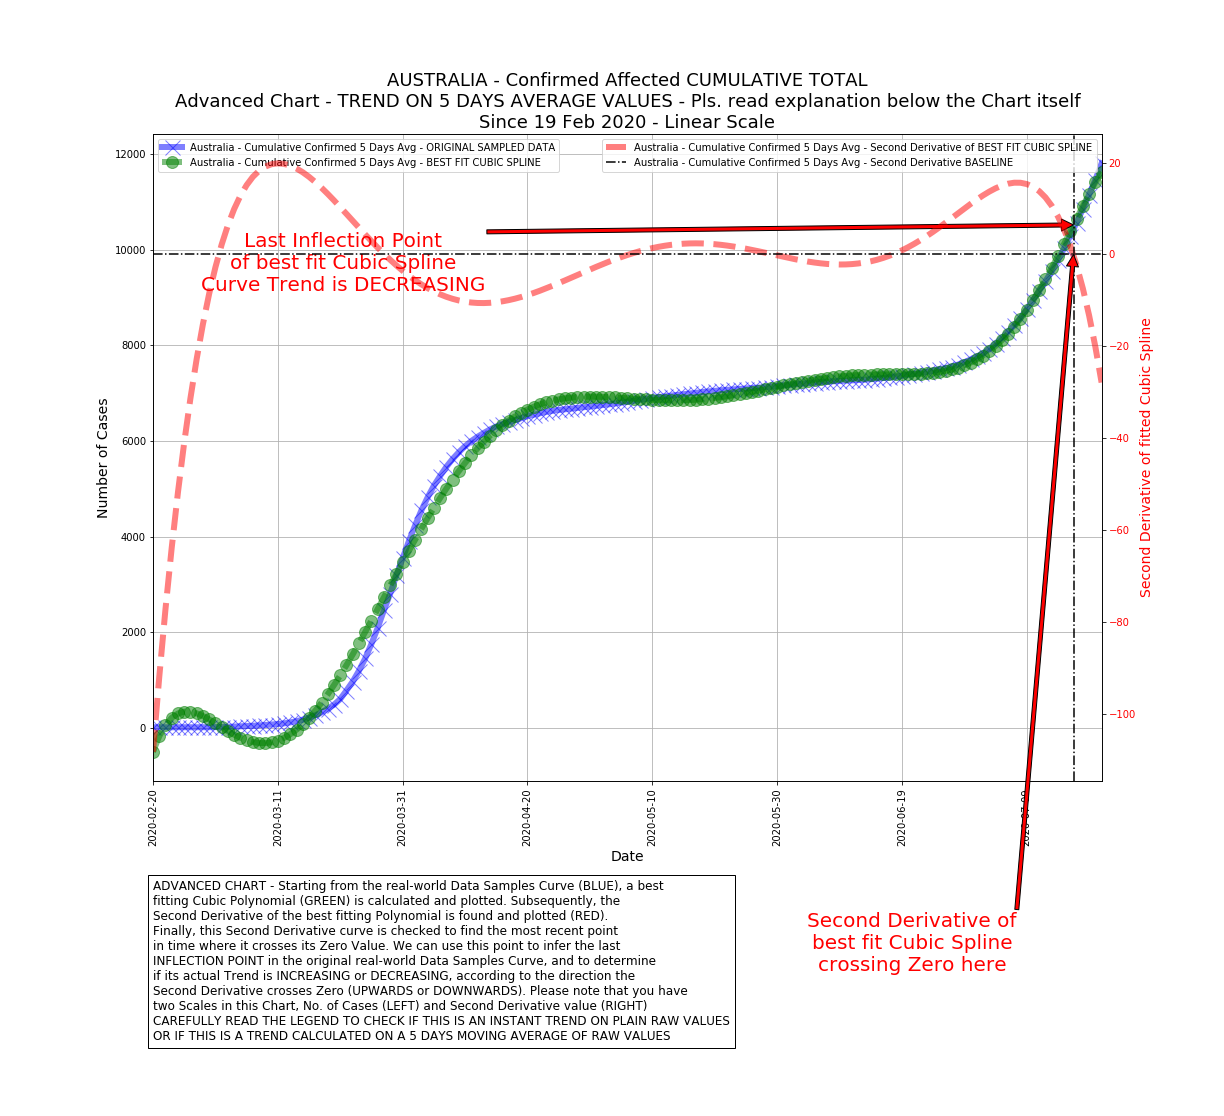 AUSTRALIA - Confirmed Affected CUMULATIVE TOTAL
Advanced Chart - TREND ON 5 DAYS AVERAGE VALUES - Pls. read explanation below the Chart itself
Since 19 Feb 2020 - Linear Scale
Australia - Cumulative Confirmed 5 Days Avg - ORIGINAL SAMPLED DATA
Australia - Cumulative Confirmed 5 Days Avg - BEST FIT CUBIC SPLINE
Australia - Cumulative Confirmed 5 Days Avg - Second Derivative of BEST FIT CUBIC SPLINE
Australia - Cumulative Confirmed 5 Days Avg - Second Derivative BASELINE
12000
10000
8000
6000
4000
2000
0
Number of Cases
Last Inflection Point
of best fit Cubic Spline
Curve Trend is DECREASING
20
0
−20
−40
−60
−80
−100
Second Derivative of fitted Cubic Spline
2020-02-20
2020-03-11
2020-03-31
2020-04-20
2020-05-10
2020-05-30
2020-06-19
2020-07-09
Date
ADVANCED CHART - Starting from the real-world Data Samples Curve (BLUE), a best
fitting Cubic Polynomial (GREEN) is calculated and plotted. Subsequently, the
Second Derivative of the best fitting Polynomial is found and plotted (RED).
Finally, this Second Derivative curve is checked to find the most recent point
in time where it crosses its Zero Value. We can use this point to infer the last
INFLECTION POINT in the original real-world Data Samples Curve, and to determine
if its actual Trend is INCREASING or DECREASING, according to the direction the
Second Derivative crosses Zero (UPWARDS or DOWNWARDS). Please note that you have
two Scales in this Chart, No. of Cases (LEFT) and Second Derivative value (RIGHT)
CAREFULLY READ THE LEGEND TO CHECK IF THIS IS AN INSTANT TREND ON PLAIN RAW VALUES
OR IF THIS IS A TREND CALCULATED ON A 5 DAYS MOVING AVERAGE OF RAW VALUES
Second Derivative of
best fit Cubic Spline
crossing Zero here